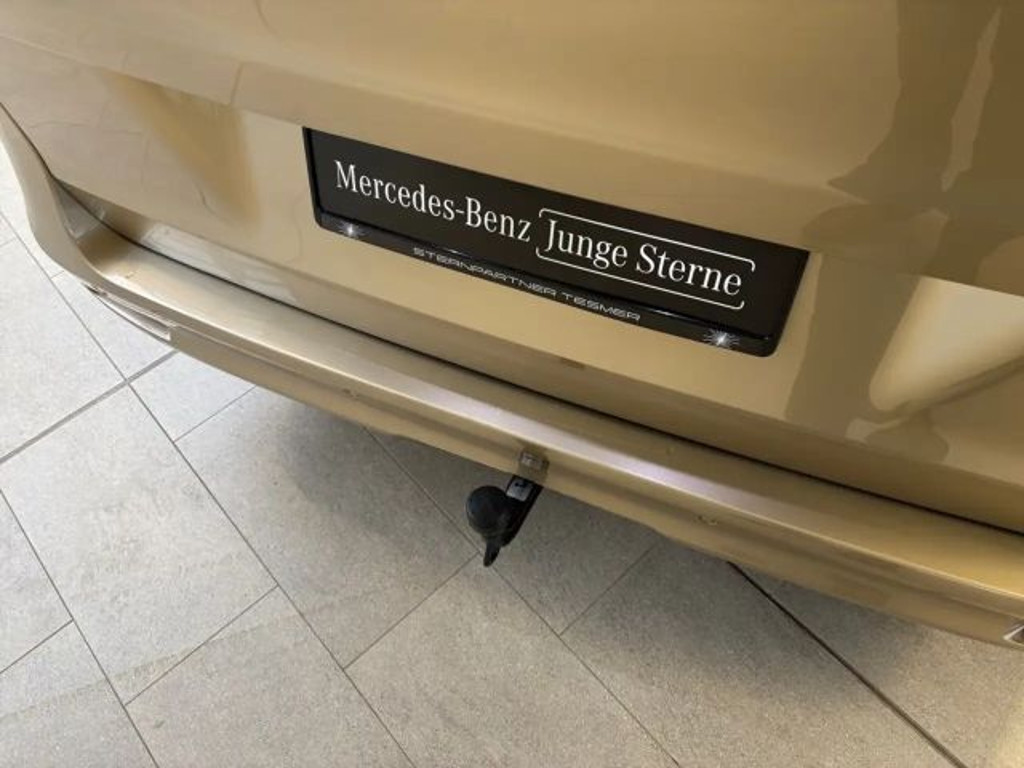 Mercedes-Benz Junge Sterne
STERNPARTNER TESMER